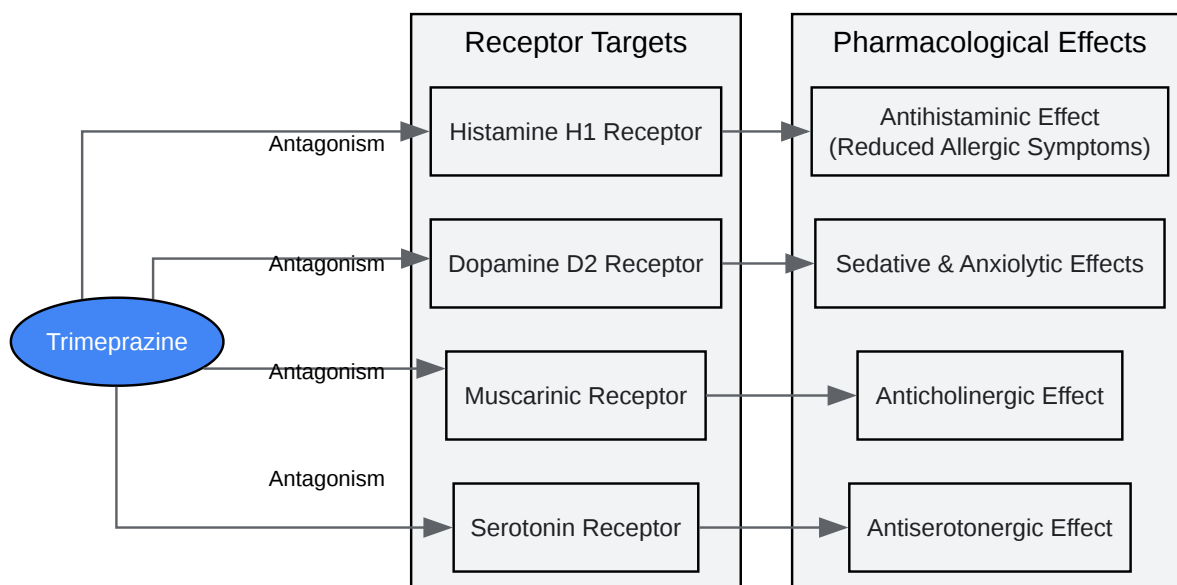 Receptor Targets
Pharmacological Effects
Histamine H1 Receptor
Antihistaminic Effect
(Reduced Allergic Symptoms)
Antagonism
Dopamine D2 Receptor
Sedative & Anxiolytic Effects
Antagonism
Trimeprazine
Antagonism
Muscarinic Receptor
Anticholinergic Effect
Antagonism
Serotonin Receptor
Antiserotonergic Effect